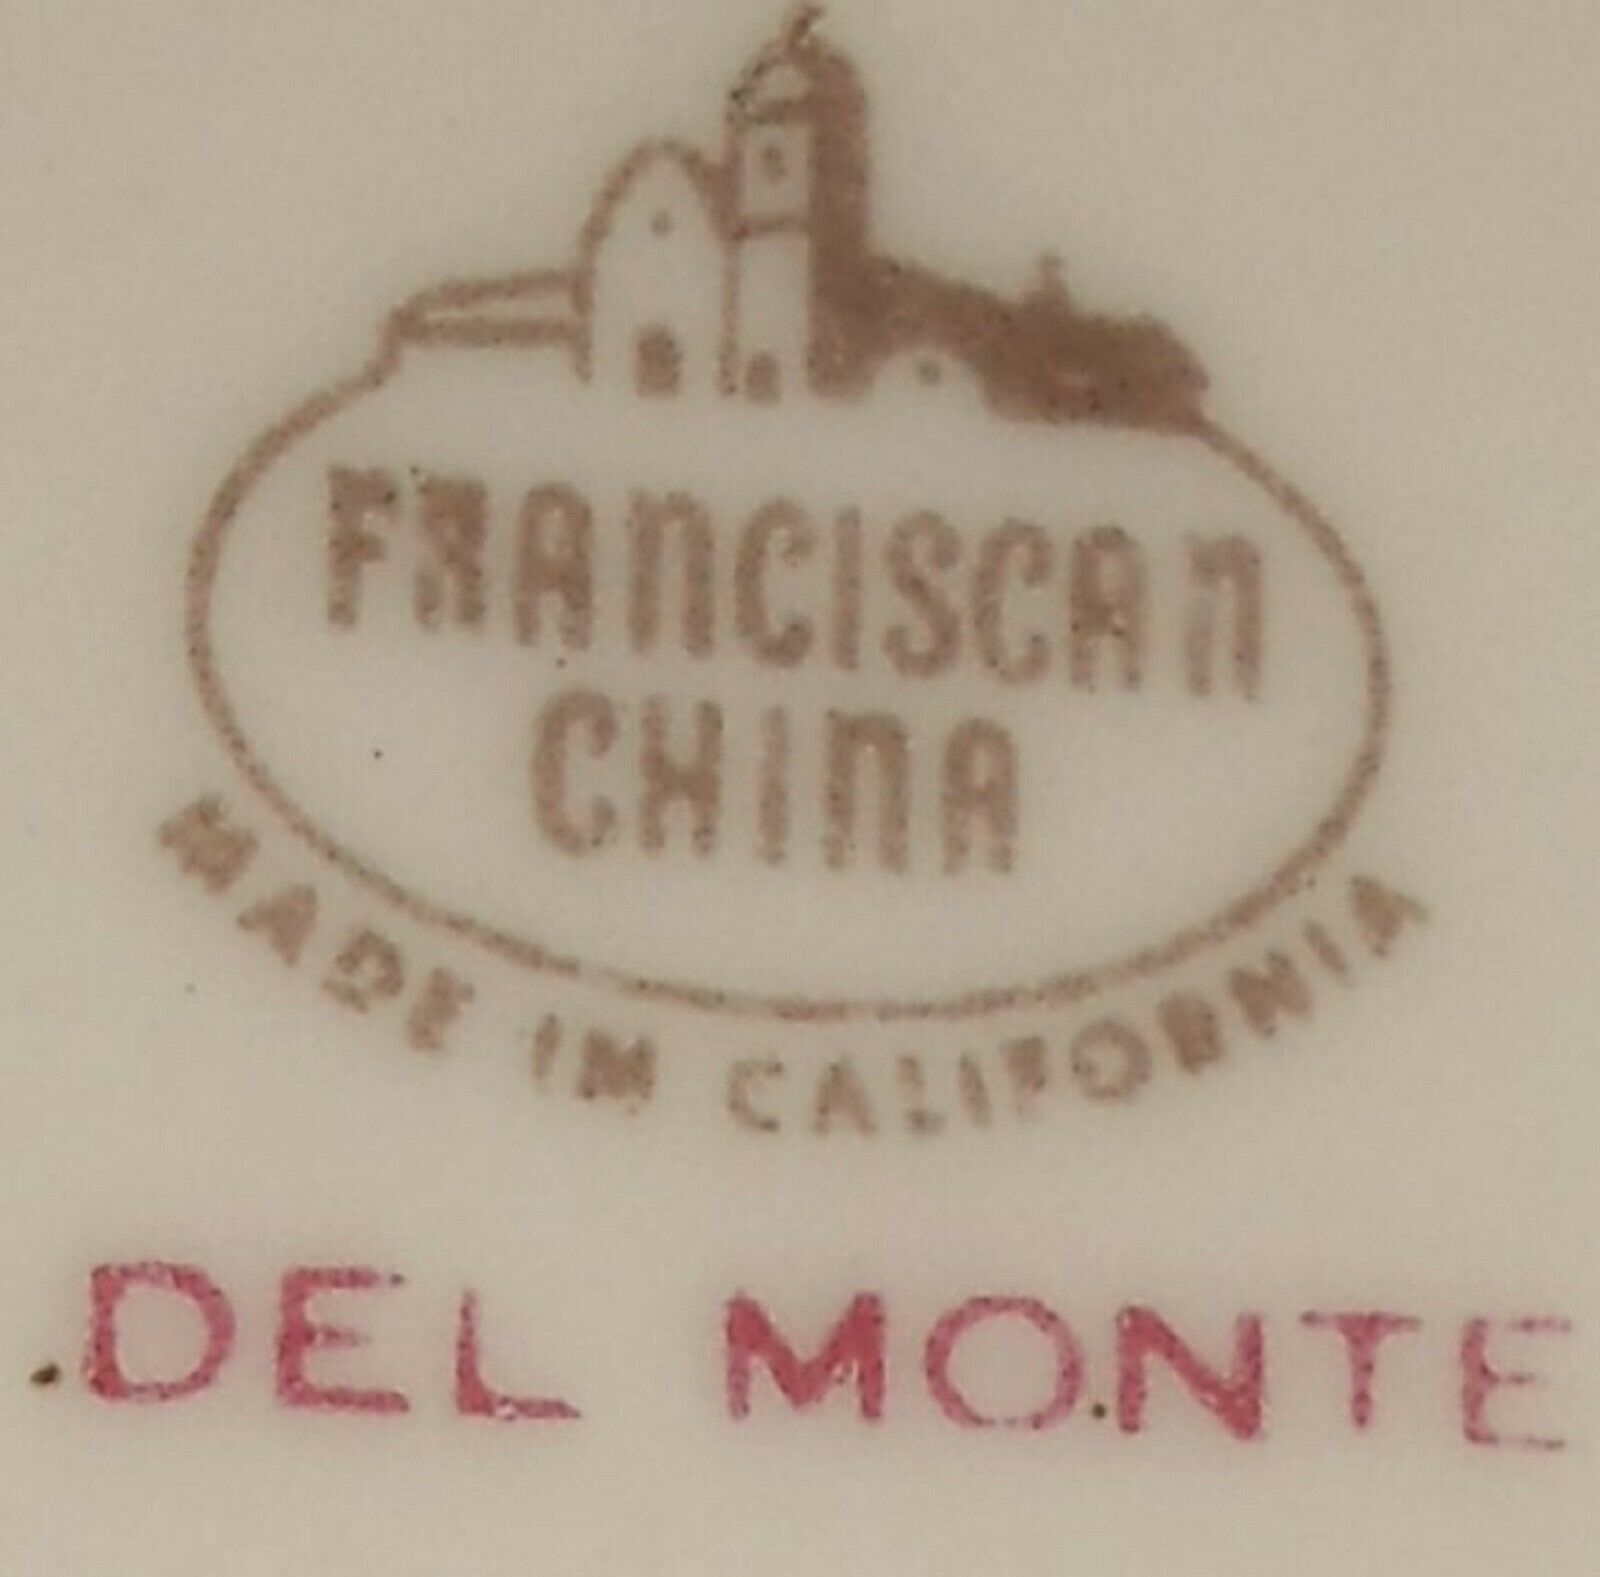 FRANCISCAN
CHINA
MADE IN CALIFORNIA
DEL MONTE